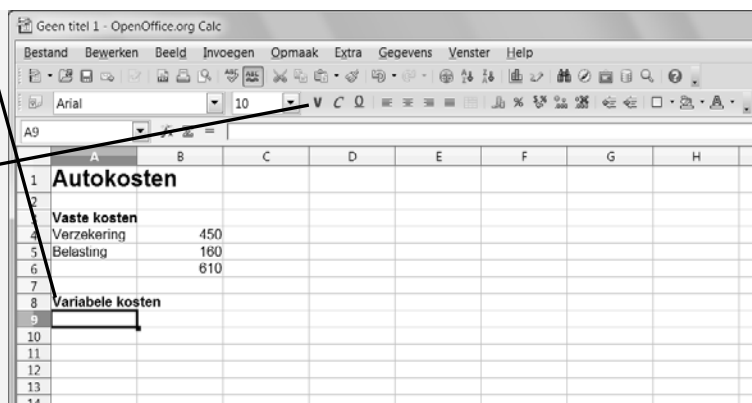 Geen titel 1 - OpenOffice.org Calc
Bestand Bewerken Beeld Invoegen Opmaak Extra Gegevens Venster Help
Arial 10 V C O
A9 =
A B C D E F G H
1 Autokosten
2
3 Vaste kosten
4 Verzekering 450
5 Belasting 160
6 610
7
8 Variabele kosten
9
10
11
12
13
14